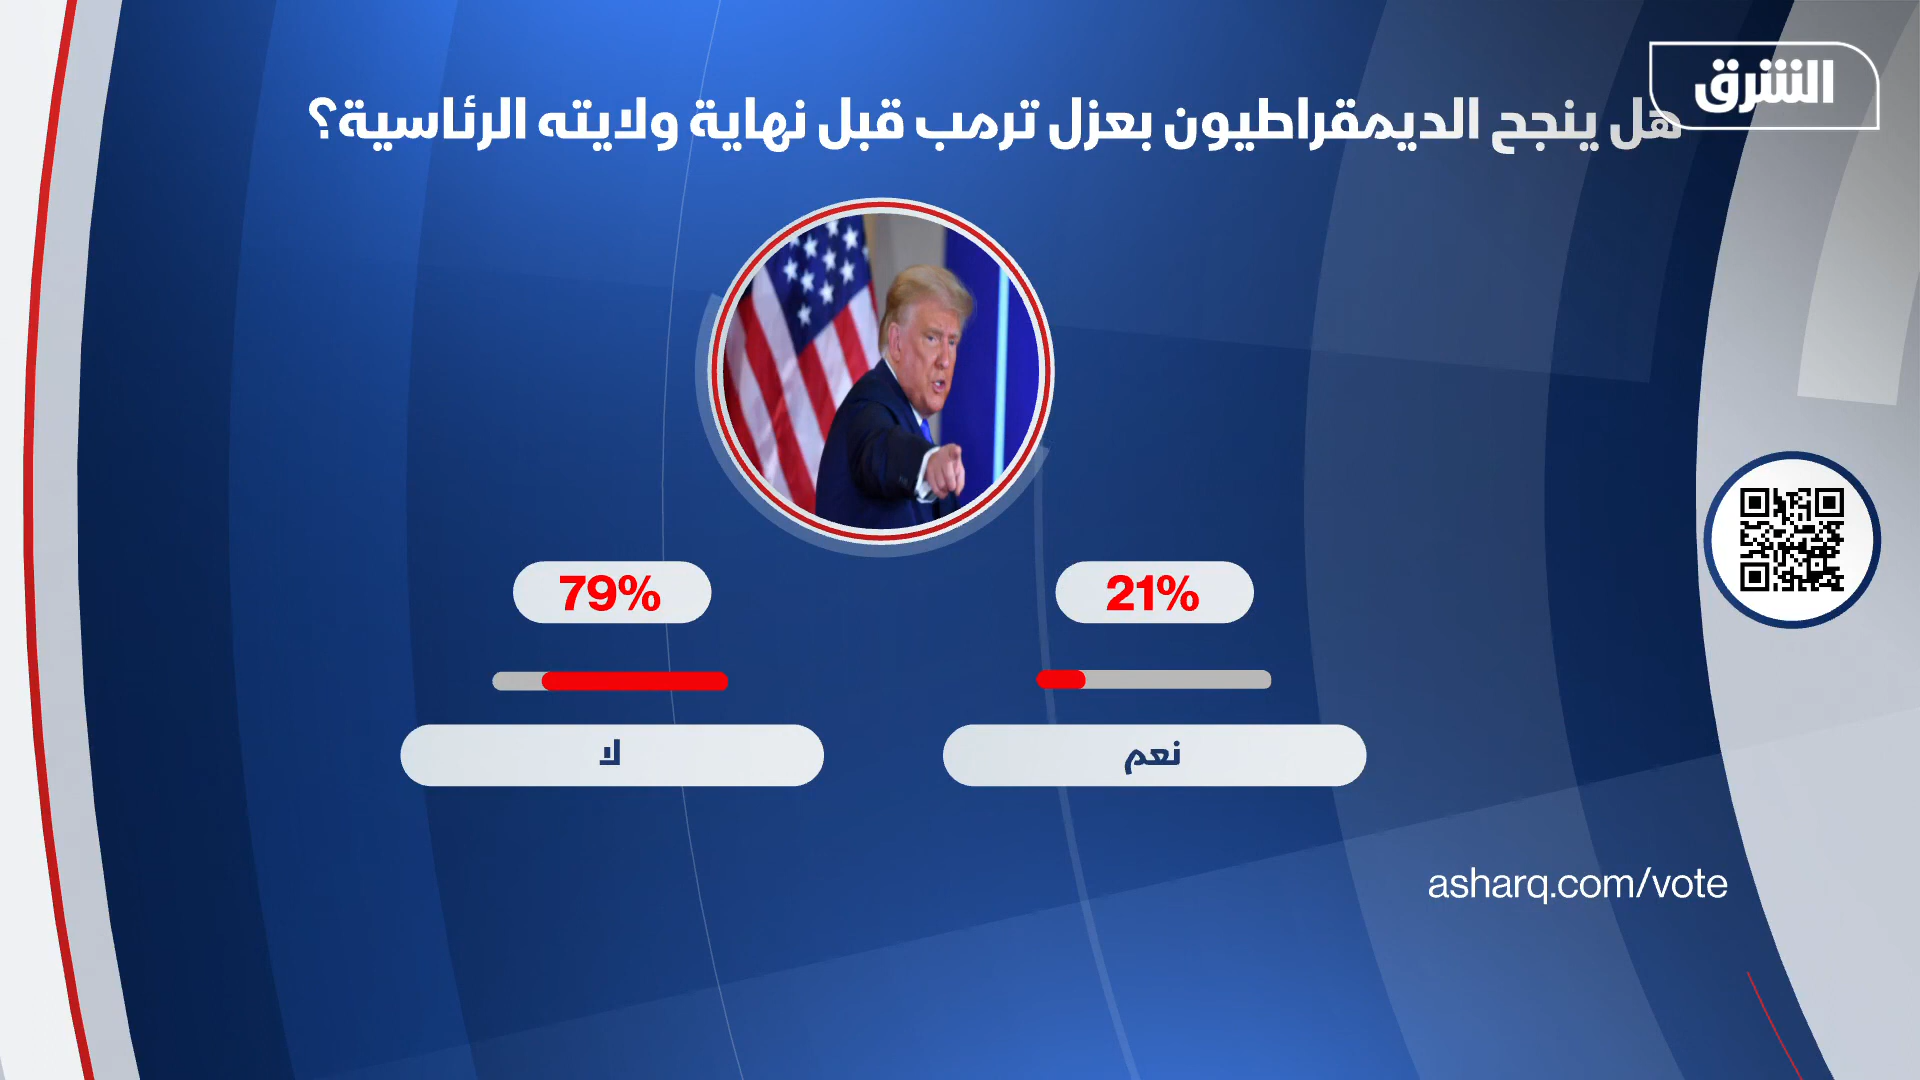 الشرق
هل ينجح الديمقراطيون بعزل ترمب قبل نهاية ولايته الرئاسية؟
21%
79%
نعم
لا
asharq.com/vote